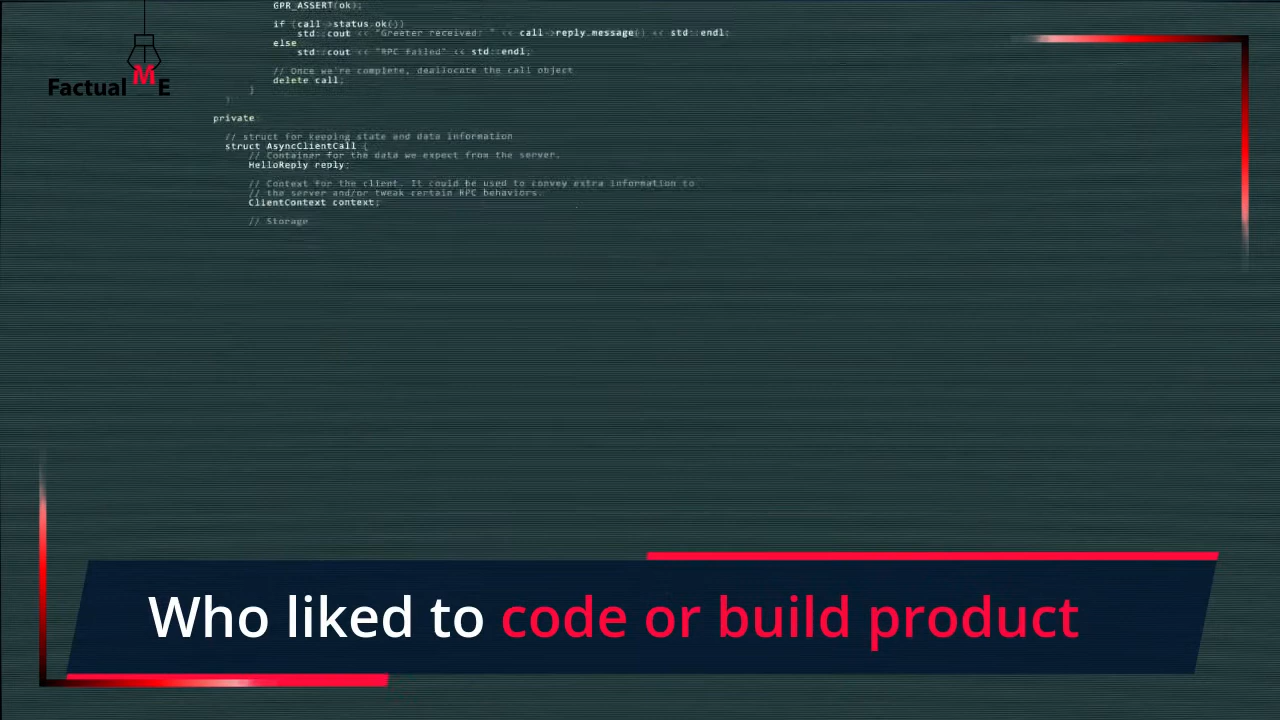 GPR_ASSERT(ok);
if (call->status.ok())
std::cout << "Greeter received: " << call->reply.message() << std::endl;
else
std::cout << "RPC failed" << std::endl;
// Once we're complete, deallocate the call object
delete call;
}
}
private:
// struct for keeping state and data information
struct AsyncClientCall {
// Container for the data we expect from the server.
HelloReply reply;
// Context for the client. It could be used to convey extra information to
// the server and/or tweak certain RPC behaviors.
ClientContext context;
// Storage
Factual M E
Who liked to code or build product